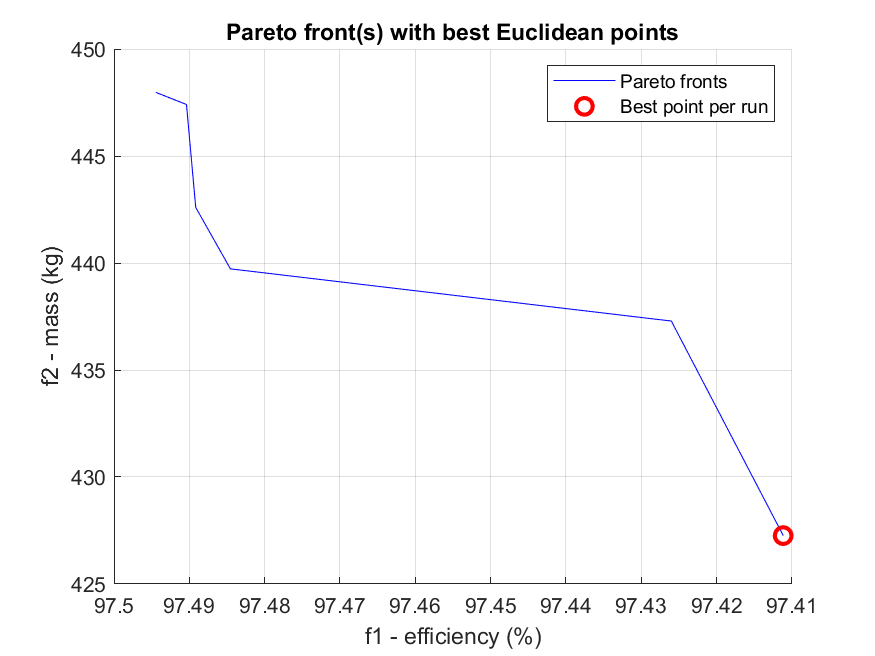 Pareto front(s) with best Euclidean points
450
445
440
435
430
425
f2 - mass (kg)
Pareto fronts
Best point per run
97.5 97.49 97.48 97.47 97.46 97.45 97.44 97.43 97.42 97.41
f1 - efficiency (%)